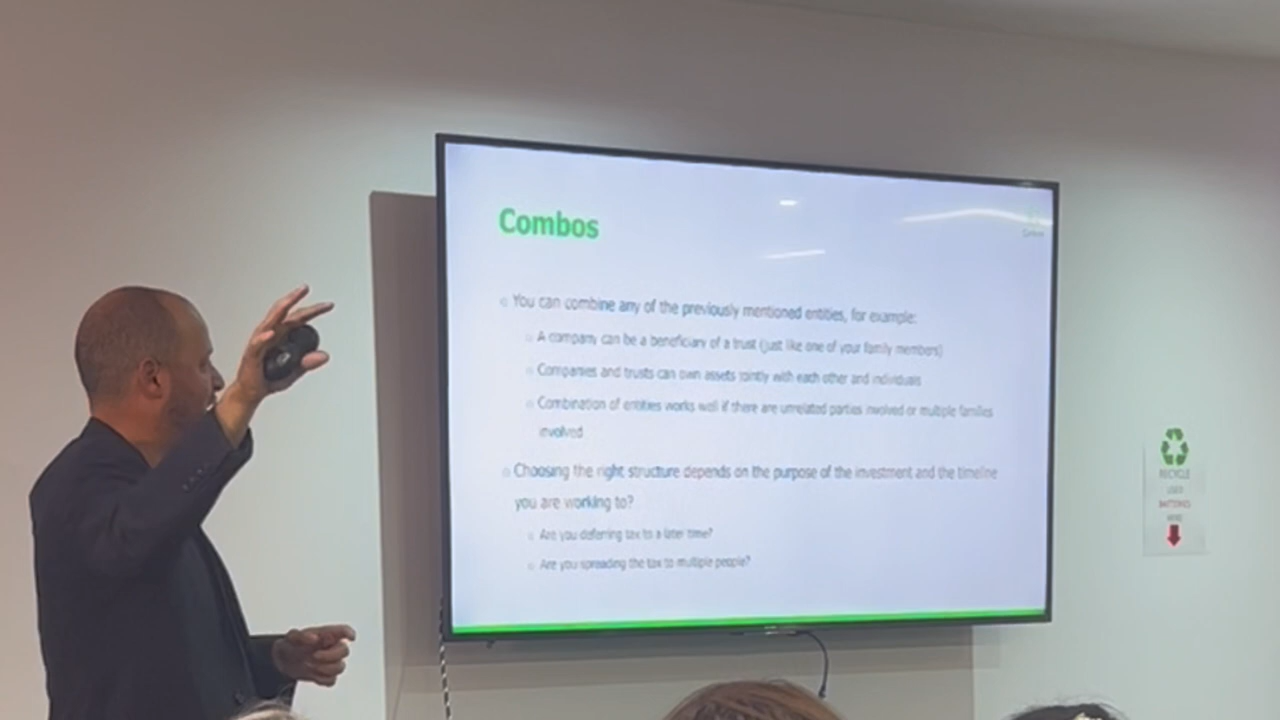 Combos
You can combine any of the previously mentioned entities, for example:
A company can be a beneficiary of a trust (just like one of your family members)
Companies and trusts can own assets jointly with each other and individuals
Combination of entities works well if there are unrelated parties involved or multiple families
involved
Choosing the right structure depends on the purpose of the investment and the timeline
you are working to?
Are you deferring tax to a later time?
Are you spreading the tax to multiple people?
RECYCLE
USED
BATTERIES
HERE